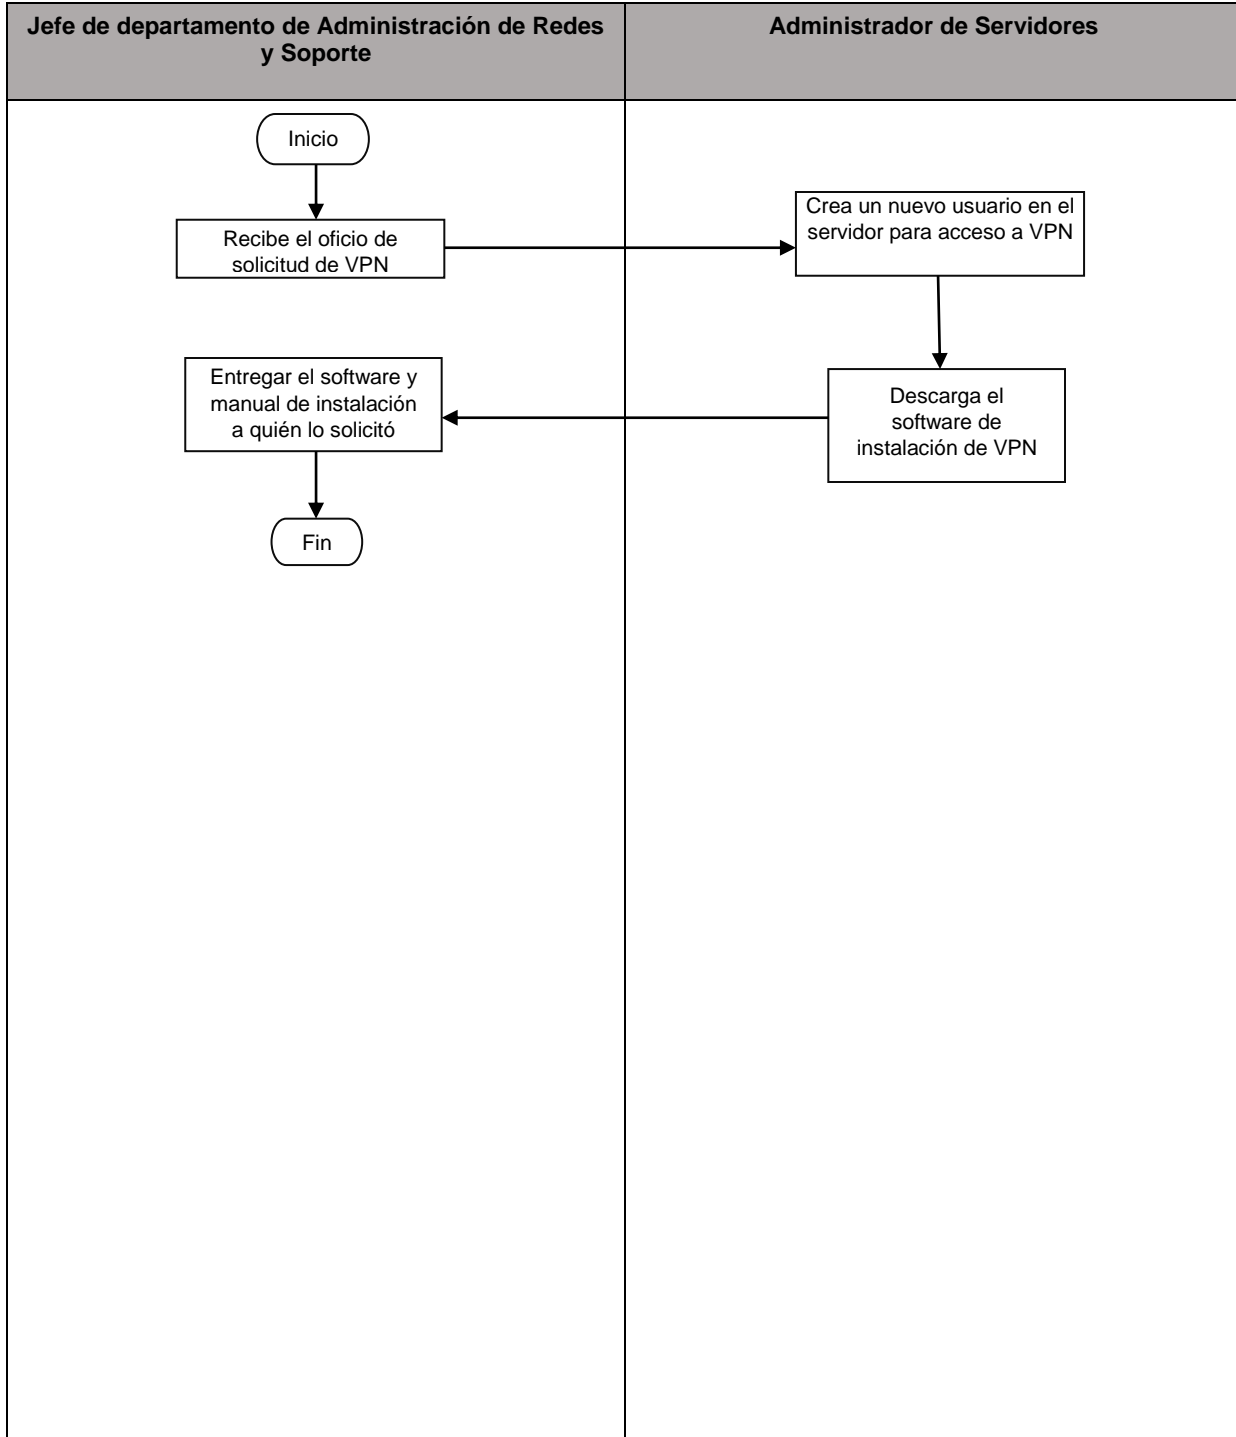 Jefe de departamento de Administración de Redes
y Soporte
Administrador de Servidores
Inicio
Recibe el oficio de
solicitud de VPN
Crea un nuevo usuario en el
servidor para acceso a VPN
Descarga el
software de
instalación de VPN
Entregar el software y
manual de instalación
a quién lo solicitó
Fin